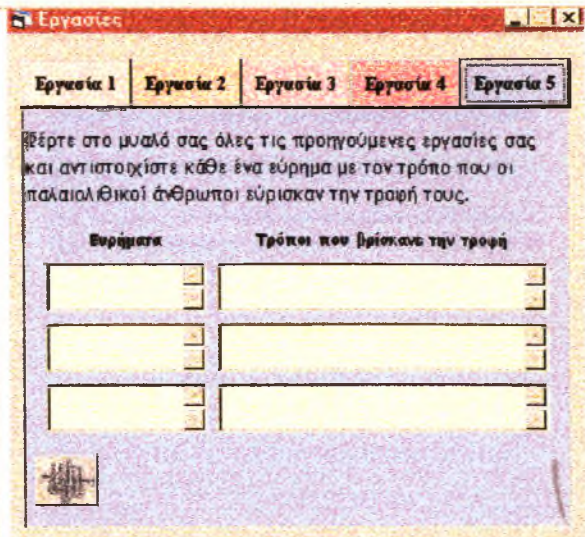 Εργασίες
Εργασία 1 Εργασία 2 Εργασία 3 Εργασία 4 Εργασία 5
Φέρτε στο μυαλό σας όλες τις προηγούμενες εργασίες σας
και αντιστοιχίστε κάθε ένα εύρημα με τον τρόπο που οι
παλαιολιθικοί άνθρωποι εύρισκαν την τροφή τους.
Ευρήματα Τρόποι που βρίσκανε την τροφή